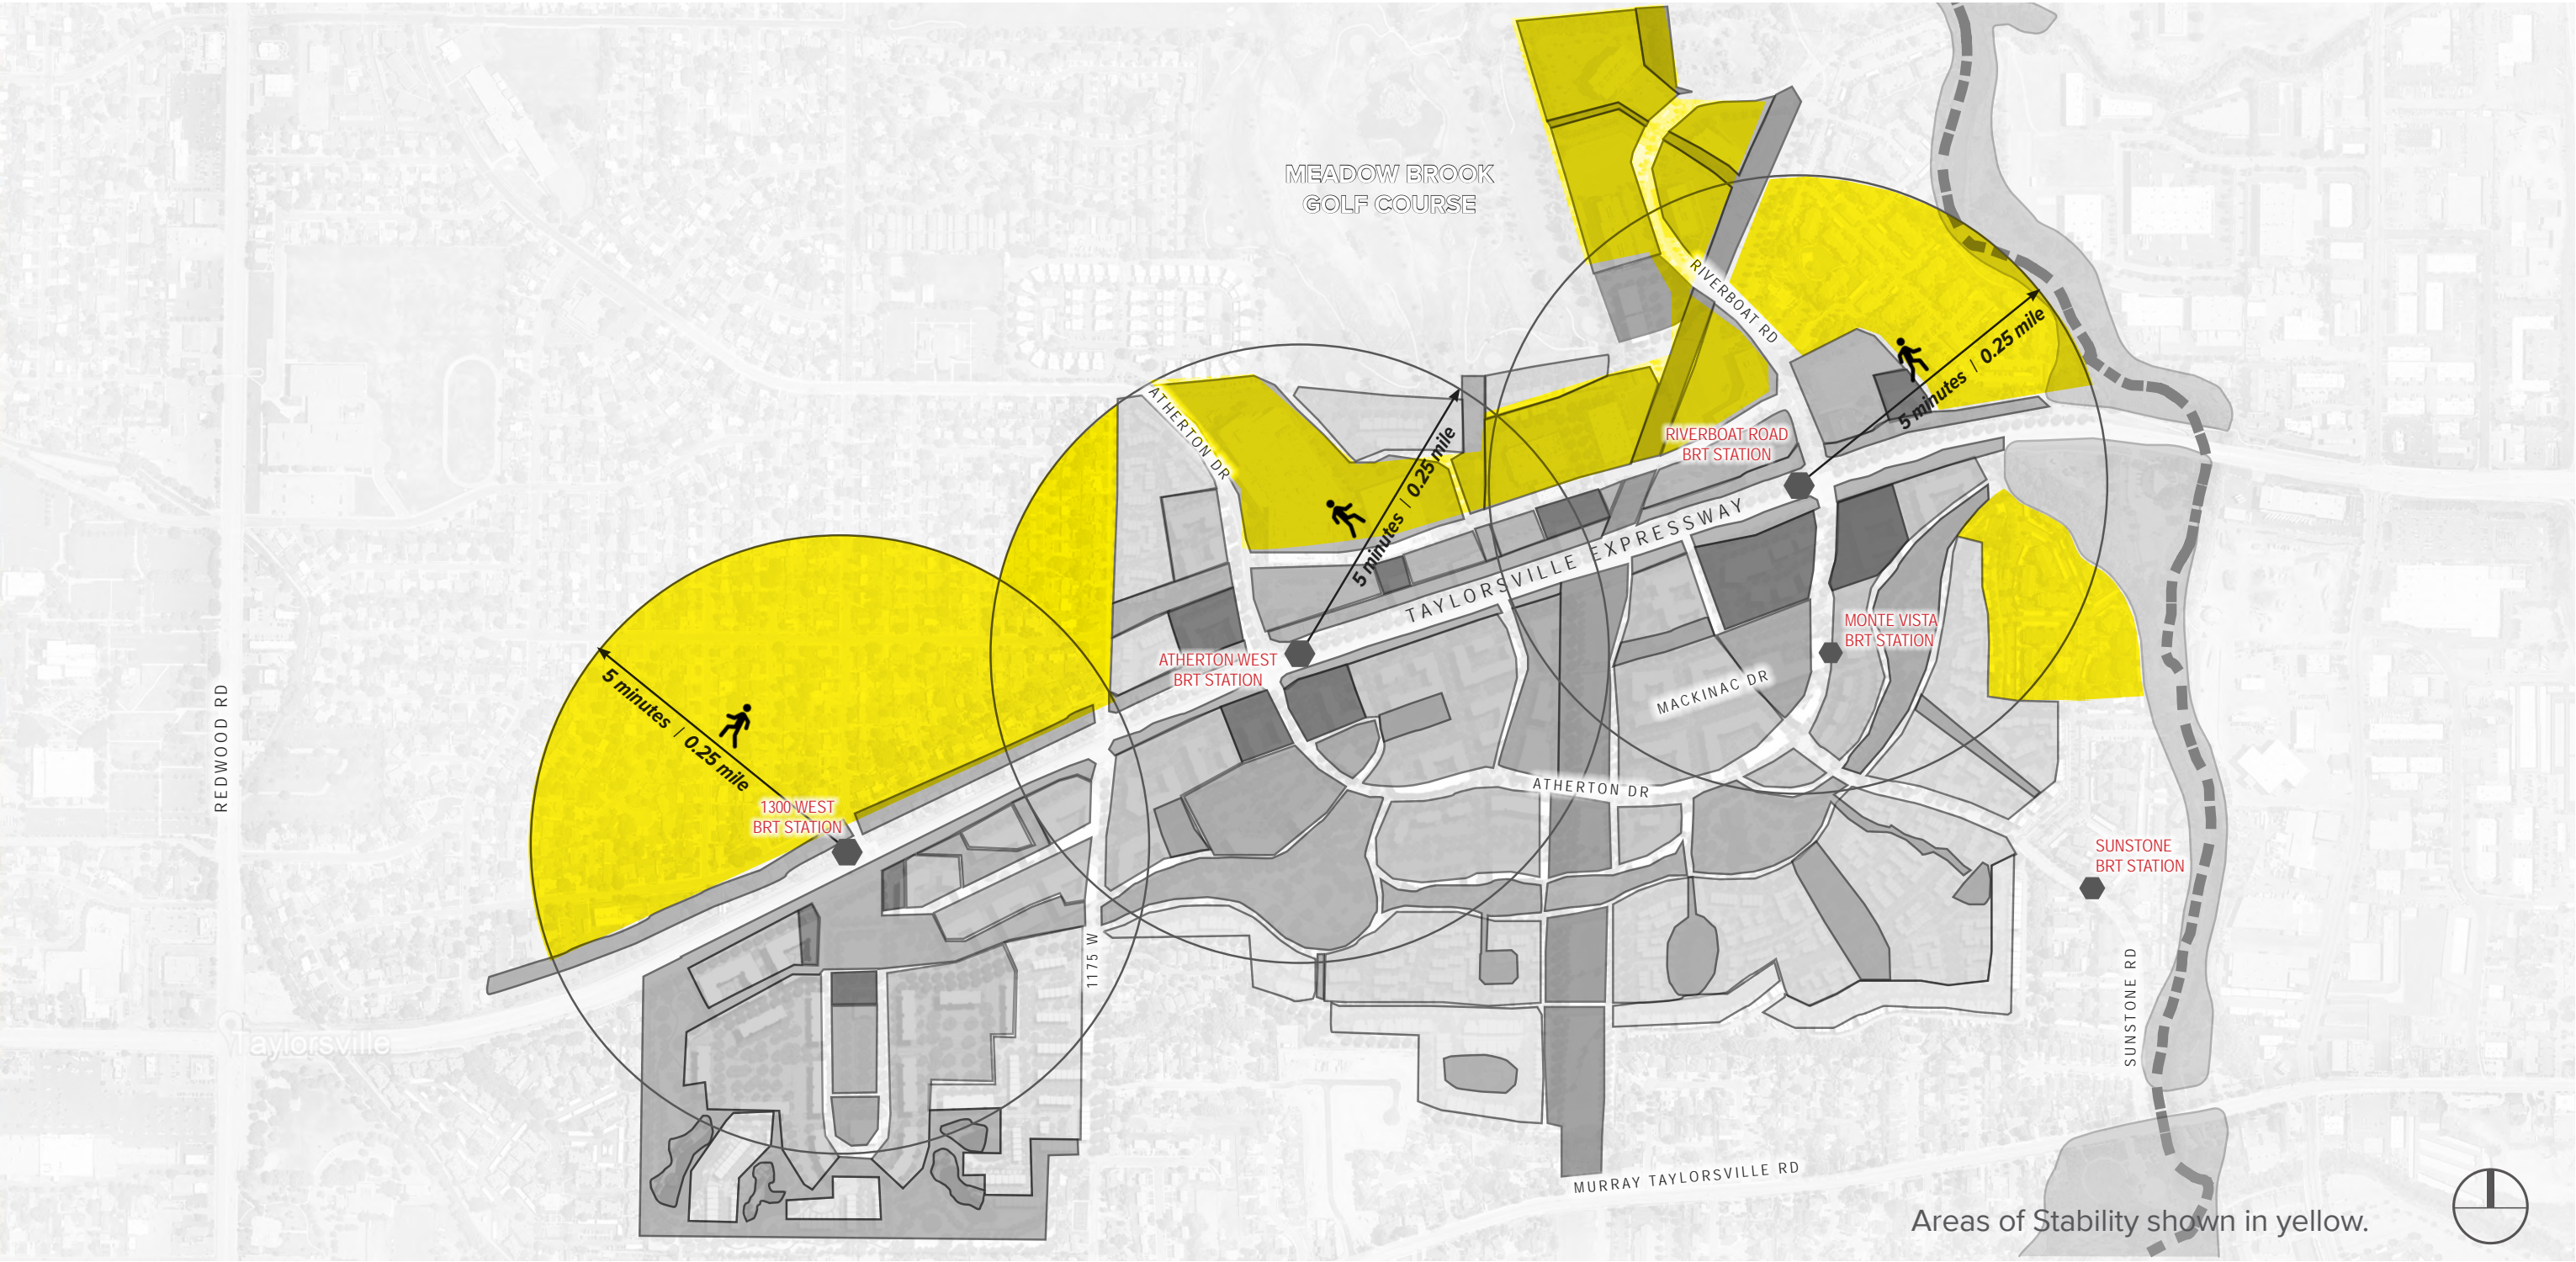 MEADOW BROOK
GOLF COURSE
RIVERBOAT RD
5 minutes | 0.25 mile
ATHERTON DR
5 minutes | 0.25 mile
RIVERBOAT ROAD
BRT STATION
TAYLORSVILLE EXPRESSWAY
ATHERTON WEST
BRT STATION
MONTE VISTA
BRT STATION
MACKINAC DR
5 minutes | 0.25 mile
REDWOOD RD
1300 WEST
BRT STATION
ATHERTON DR
SUNSTONE
BRT STATION
1175 W
SUNSTONE RD
Taylorsville
MURRAY TAYLORSVILLE RD
Areas of Stability shown in yellow.